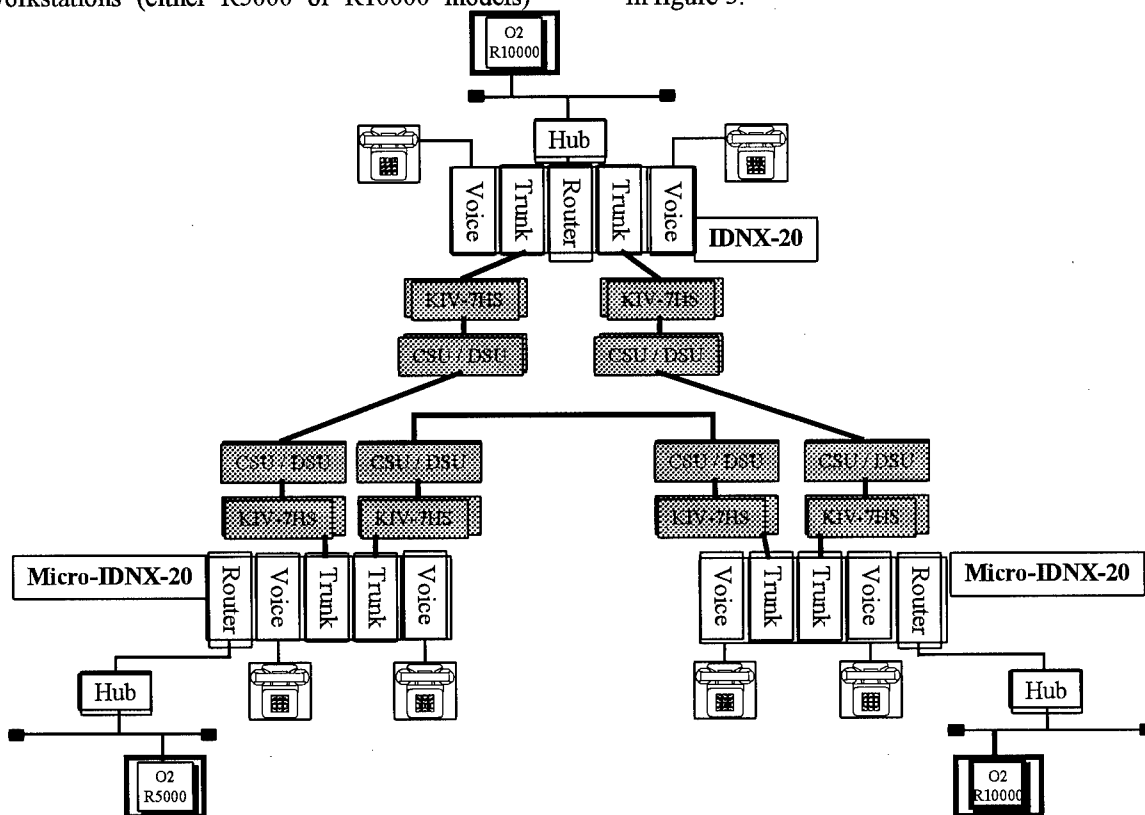 workstations (either R5000 or R10000 models)
in figure 3.
O2
R10000
Hub
Voice
Trunk
Router
Trunk
Voice
IDNX-20
KIV-7HS
KIV-7HS
CSU / DSU
CSU / DSU
CSU / DSU
CSU / DSU
CSU / DSU
CSU / DSU
KIV-7HS
KIV-7HS
KIV-7HS
KIV-7HS
Micro-IDNX-20
Router
Voice
Trunk
Trunk
Voice
Voice
Trunk
Trunk
Voice
Router
Micro-IDNX-20
Hub
Hub
O2
R5000
O2
R10000